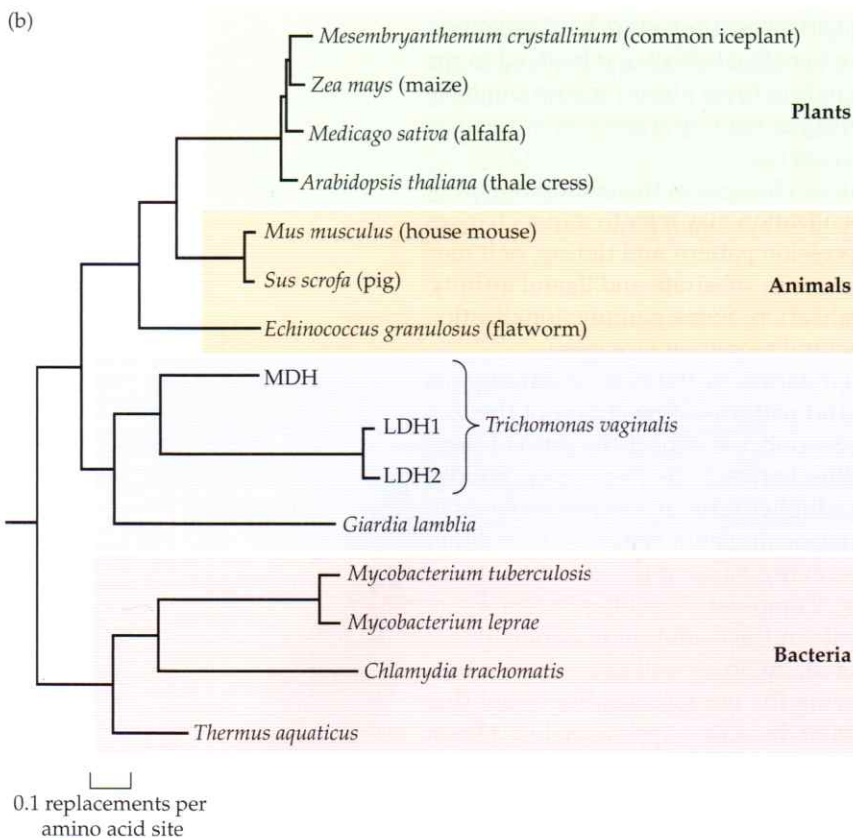 (b)
Mesembryanthemum crystallinum (common iceplant)
Zea mays (maize)
Plants
Medicago sativa (alfalfa)
Arabidopsis thaliana (thale cress)
Mus musculus (house mouse)
Sus scrofa (pig)
Animals
Echinococcus granulosus (flatworm)
MDH
LDH1
Trichomonas vaginalis
LDH2
Giardia lamblia
Mycobacterium tuberculosis
Mycobacterium leprae
Bacteria
Chlamydia trachomatis
Thermus aquaticus
0.1 replacements per
amino acid site